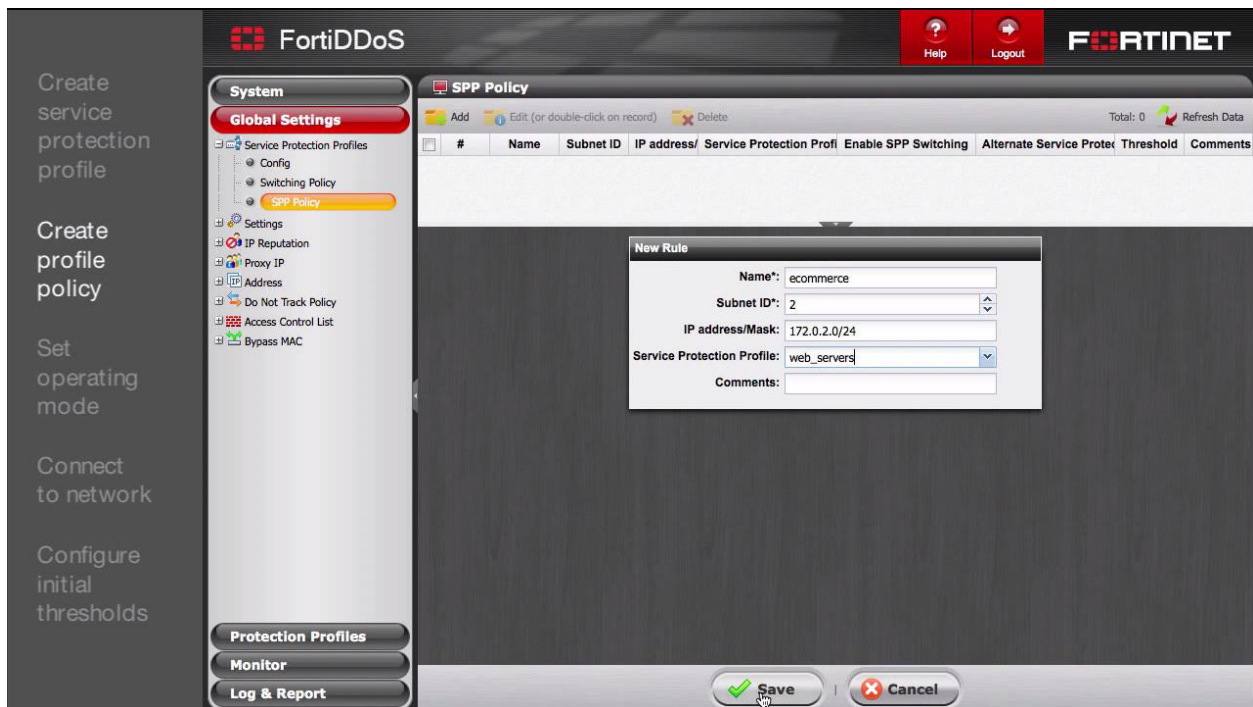 Create
service
protection
profile
Create
profile
policy
Set
operating
mode
Connect
to network
Configure
initial
thresholds
FortiDDoS
Help
Logout
FORTINET
System
Global Settings
Service Protection Profiles
Config
Switching Policy
SPP Policy
Settings
IP Reputation
Proxy IP
IP Address
Do Not Track Policy
Access Control List
Bypass MAC
Protection Profiles
Monitor
Log & Report
SPP Policy
Add Edit (or double-click on record) Delete Total: 0 Refresh Data
# Name Subnet ID IP address/ Service Protection Profi Enable SPP Switching Alternate Service Protec Threshold Comments
New Rule
Name*: ecommerce
Subnet ID*: 2
IP address/Mask: 172.0.2.0/24
Service Protection Profile: web_servers
Comments:
Save | Cancel